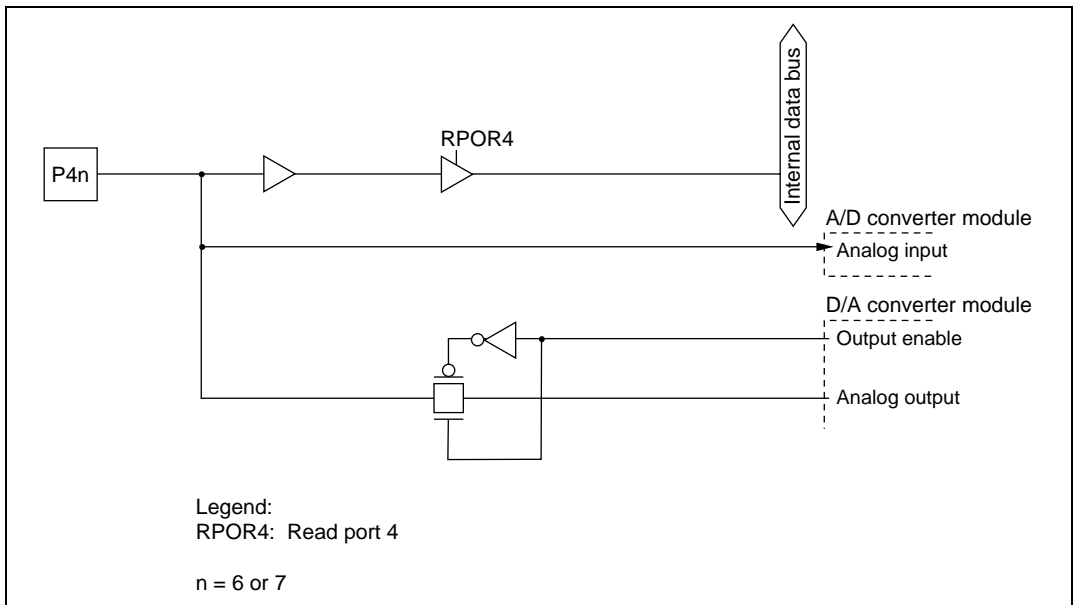 Internal data bus
RPOR4
P4n
A/D converter module
Analog input
D/A converter module
Output enable
Analog output
Legend:
RPOR4: Read port 4
n = 6 or 7